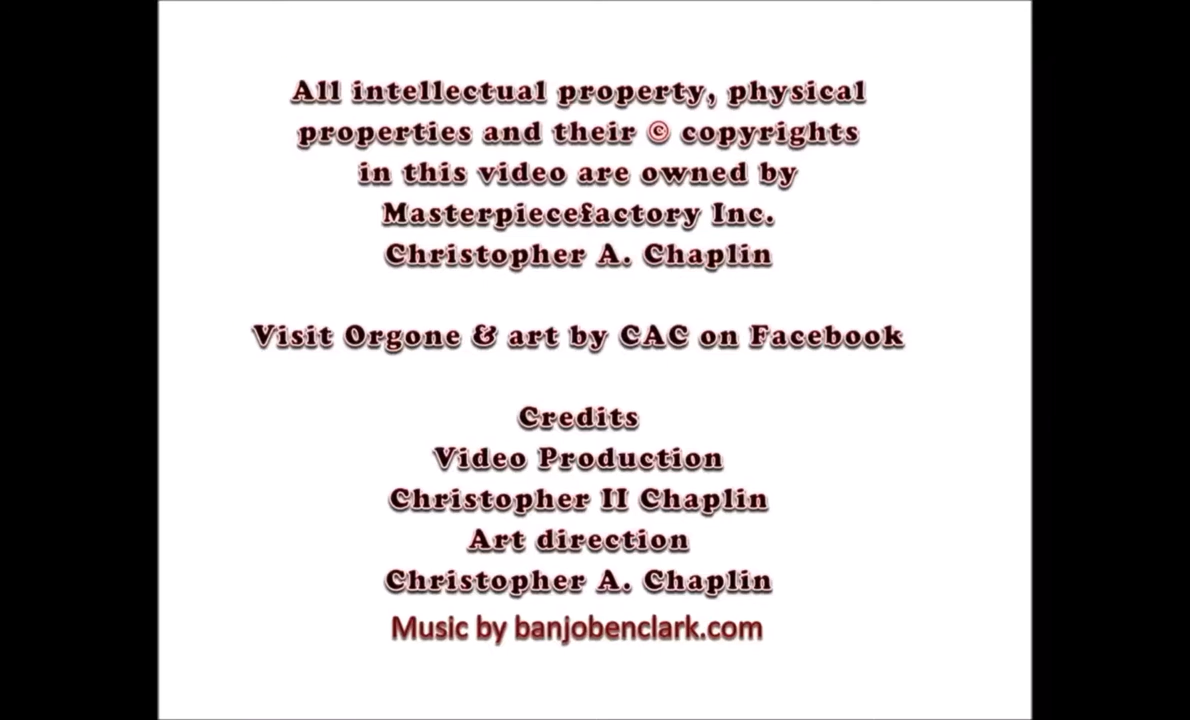 All intellectual property, physical
properties and their © copyrights
in this video are owned by
Masterpiecefactory Inc.
Christopher A. Chaplin
Visit Orgone & art by CAC on Facebook
Credits
Video Production
Christopher II Chaplin
Art direction
Christopher A. Chaplin
Music by banjobenclark.com